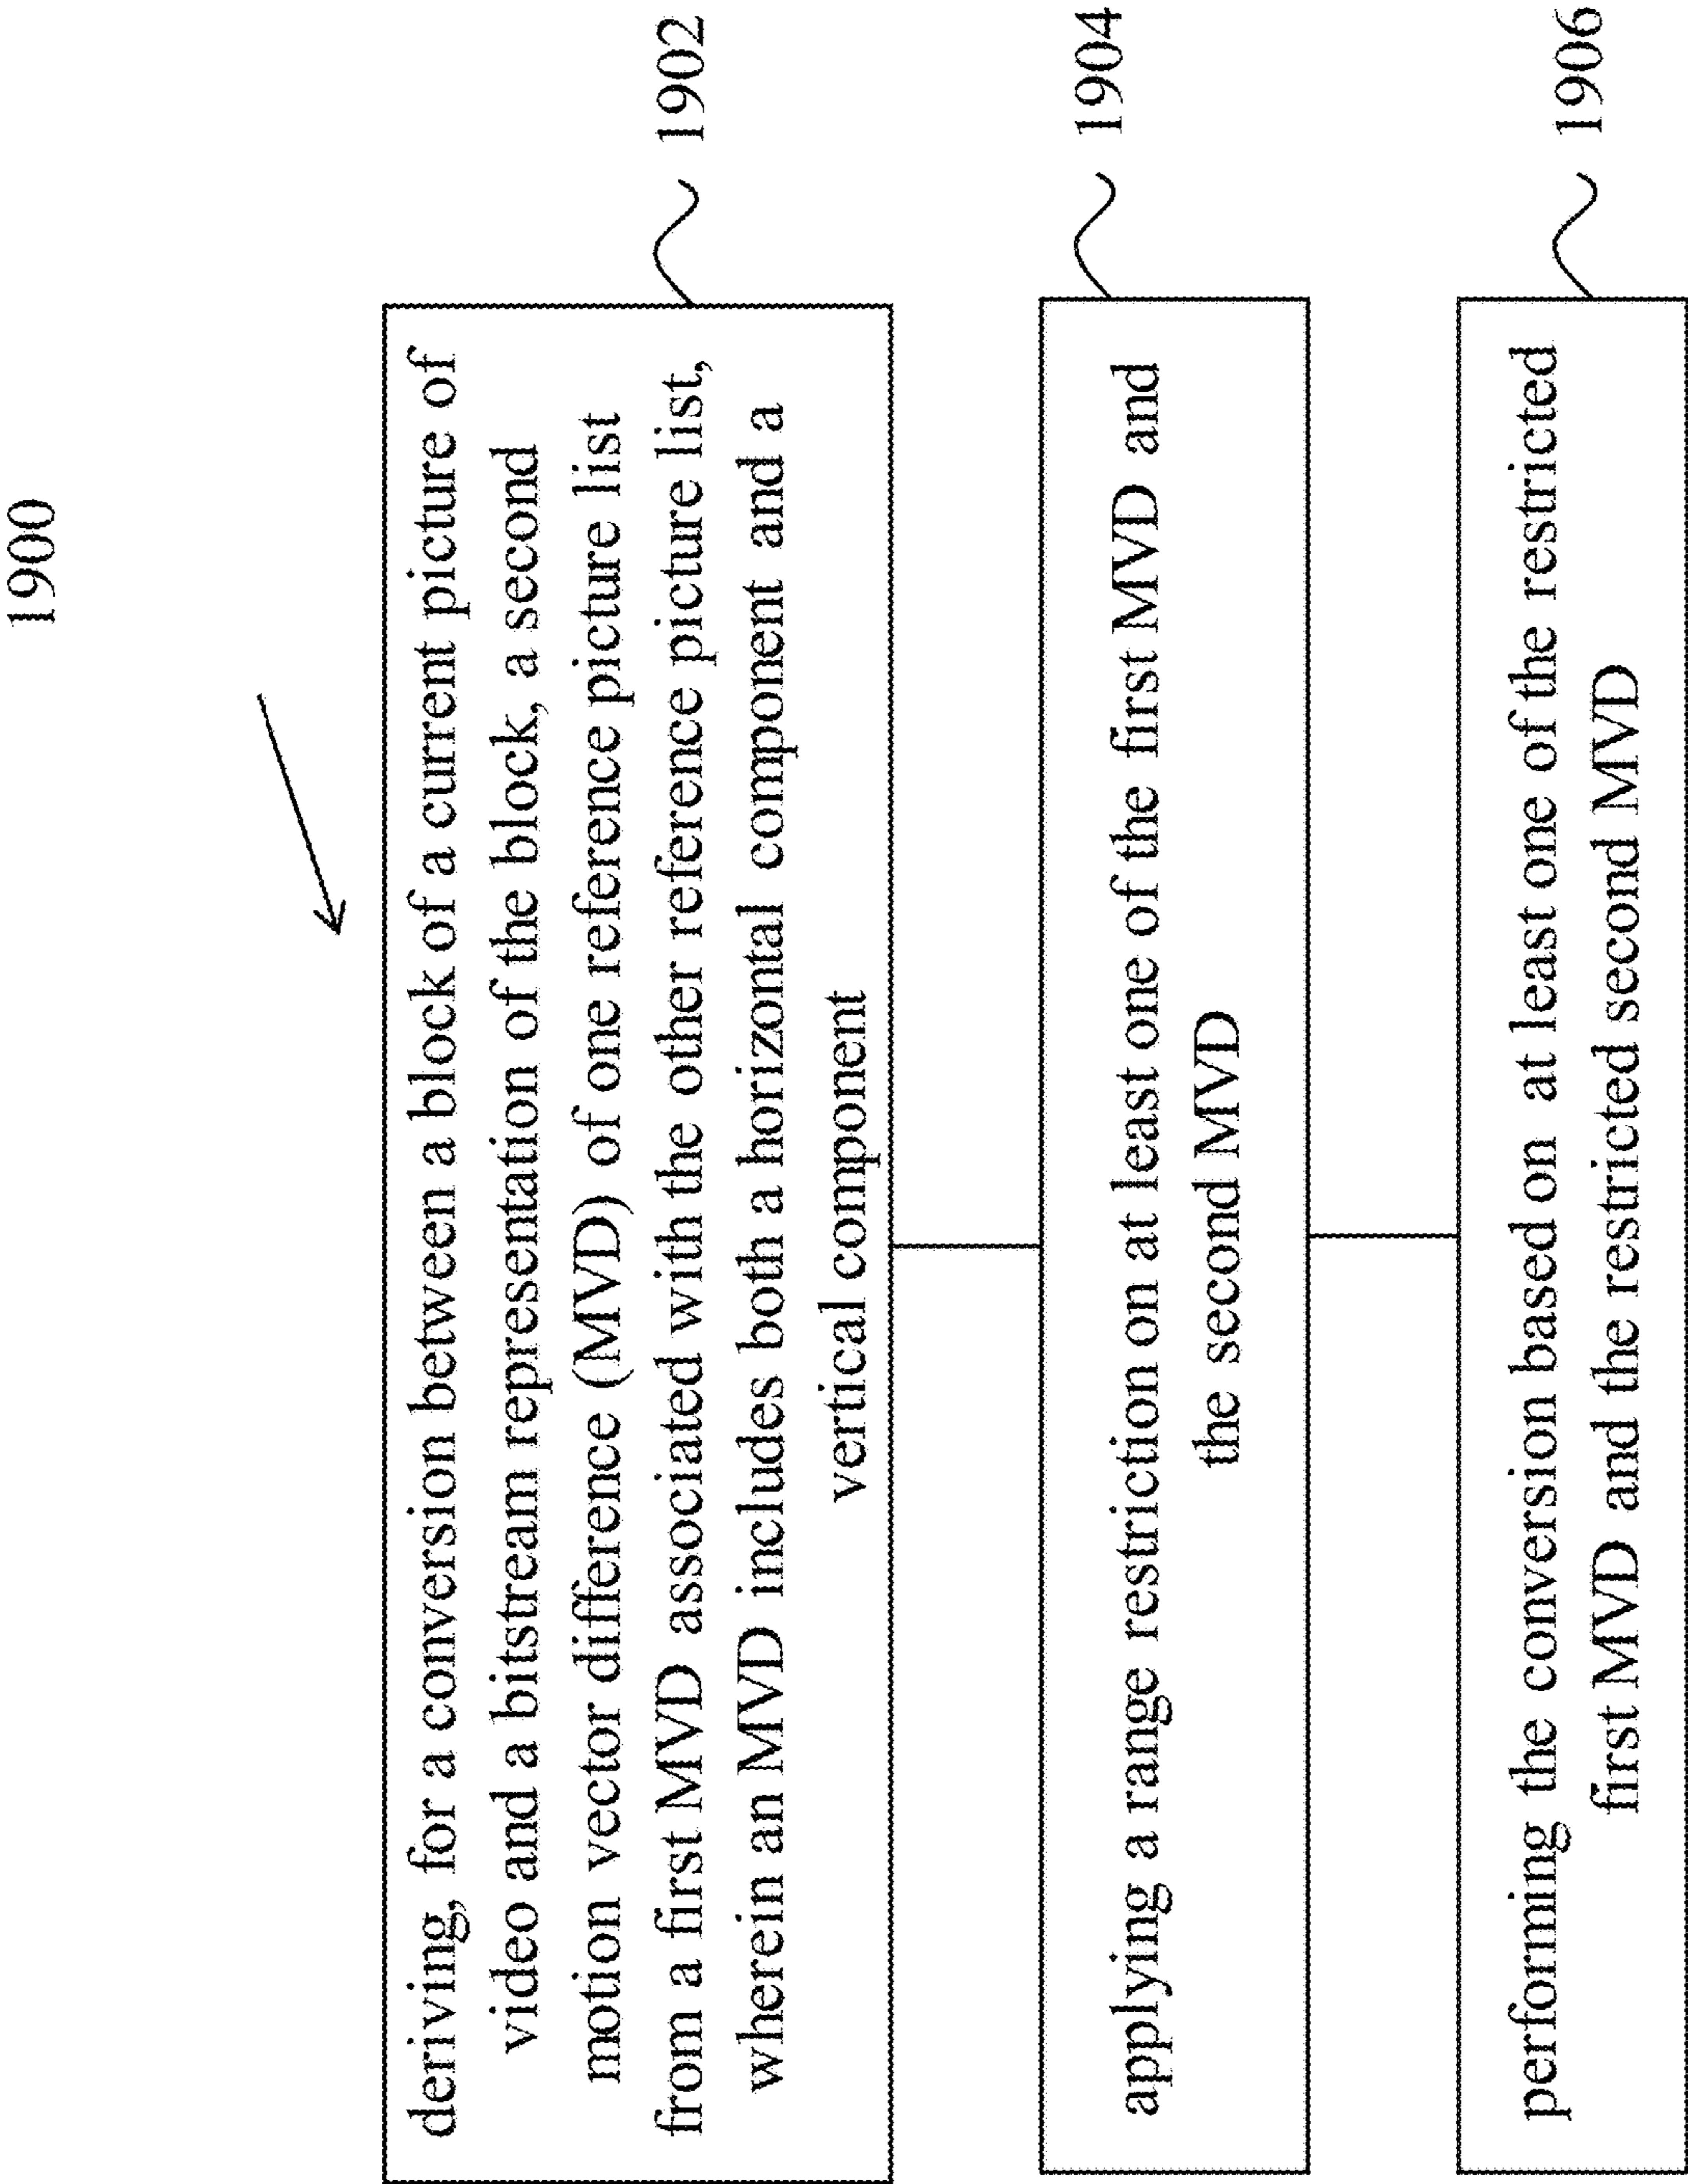 1900
deriving, for a conversion between a block of a current picture of
video and a bitstream representation of the block, a second
motion vector difference (MVD) of one reference picture list
from a first MVD associated with the other reference picture list,
wherein an MVD includes both a horizontal component and a
vertical component
1902
applying a range restriction on at least one of the first MVD and
the second MVD
1904
performing the conversion based on at least one of the restricted
first MVD and the restricted second MVD
1906